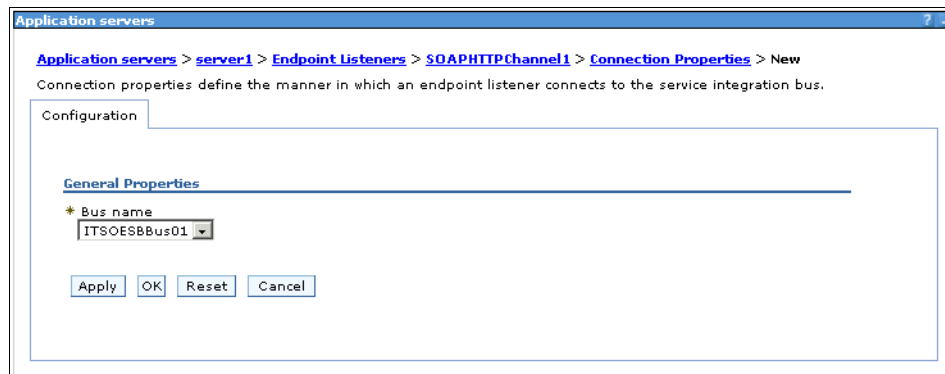 Application servers ? -
Application servers > server1 > Endpoint Listeners > SOAPHTTPChannel1 > Connection Properties > New
Connection properties define the manner in which an endpoint listener connects to the service integration bus.
Configuration
General Properties
* Bus name
ITSOESBBus01
Apply OK Reset Cancel